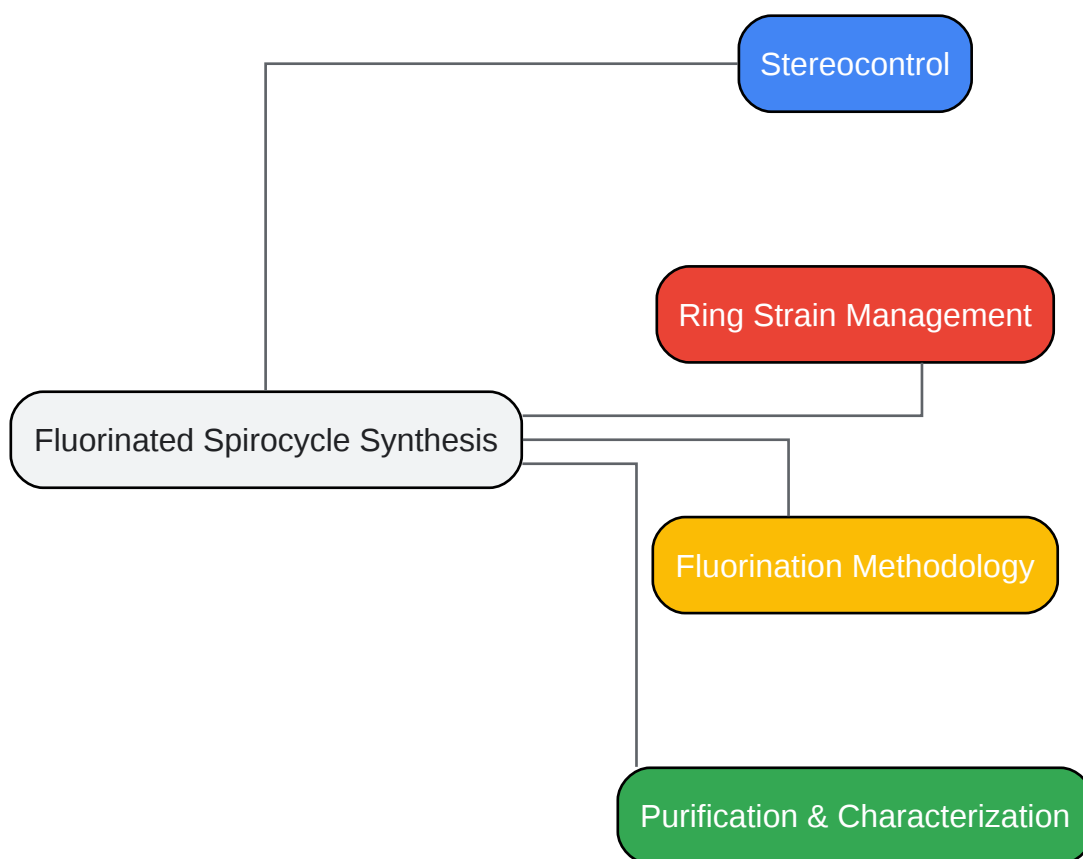 Stereocontrol
Ring Strain Management
Fluorinated Spirocycle Synthesis
Fluorination Methodology
Purification & Characterization